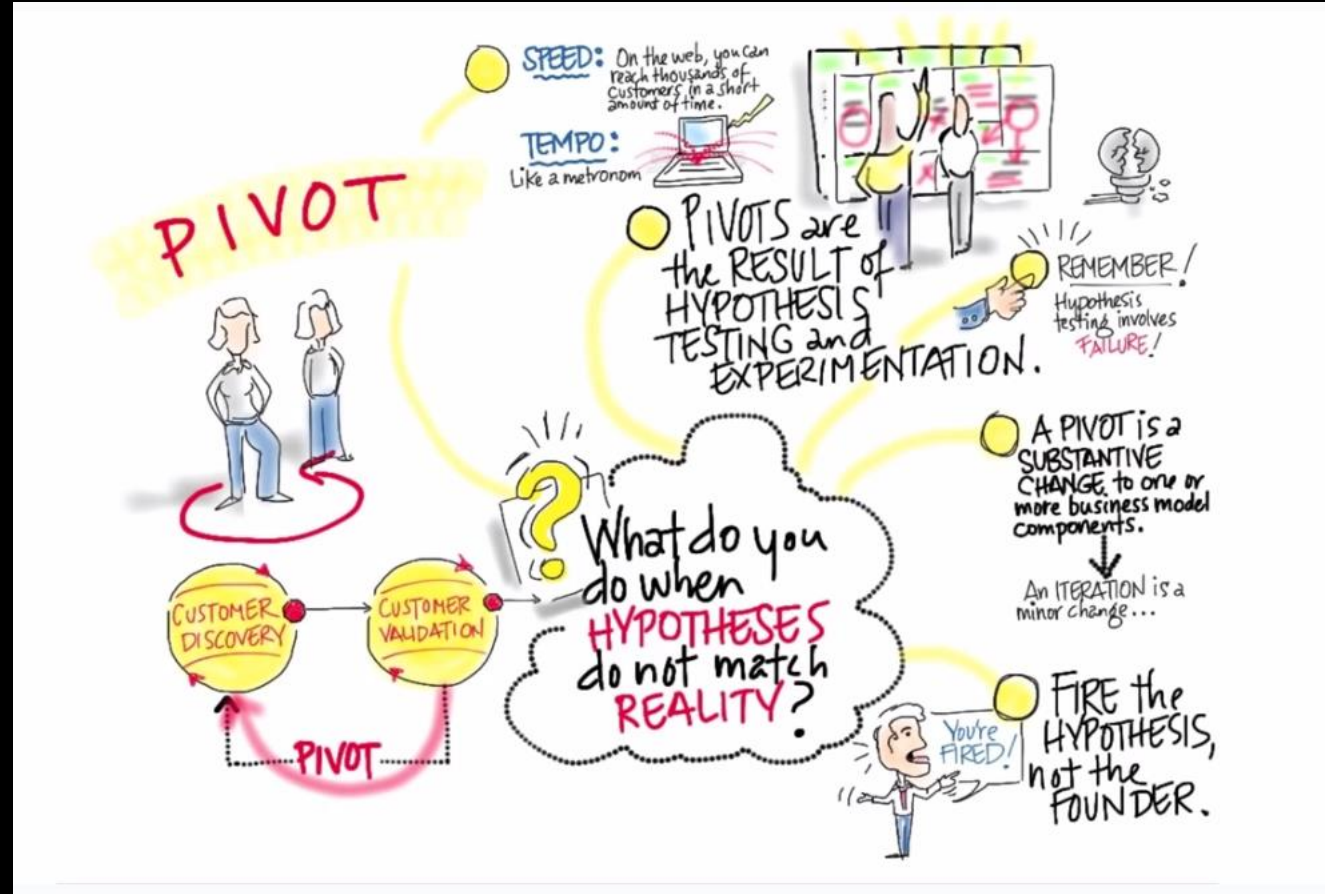 PIVOT
SPEED: On the web, you can
reach thousands of
customers in a short
amount of time.
TEMPO:
Like a metronom
PIVOTS are
the RESULT of
HYPOTHESIS
TESTING and
EXPERIMENTATION.
REMEMBER!
Hypothesis
testing involves
FAILURE!
A PIVOT is a
SUBSTANTIVE
CHANGE to one or
more business model
components.
An ITERATION is a
minor change...
What do you
do when
HYPOTHESES
do not match
REALITY?
CUSTOMER
DISCOVERY
CUSTOMER
VALIDATION
PIVOT
You're
FIRED!
FIRE the
HYPOTHESIS,
not the
FOUNDER.